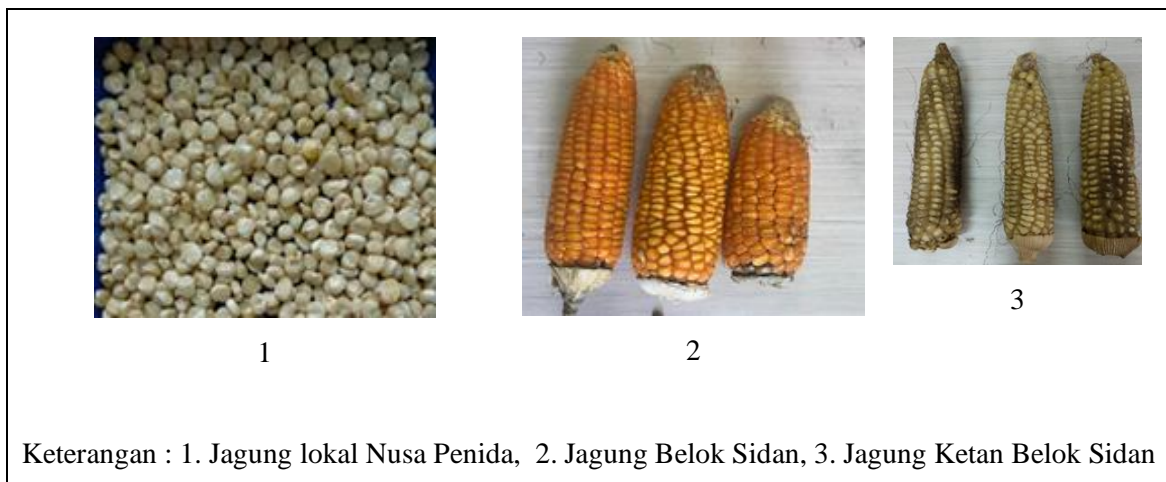 1
2
3
Keterangan : 1. Jagung lokal Nusa Penida, 2. Jagung Belok Sidan, 3. Jagung Ketan Belok Sidan